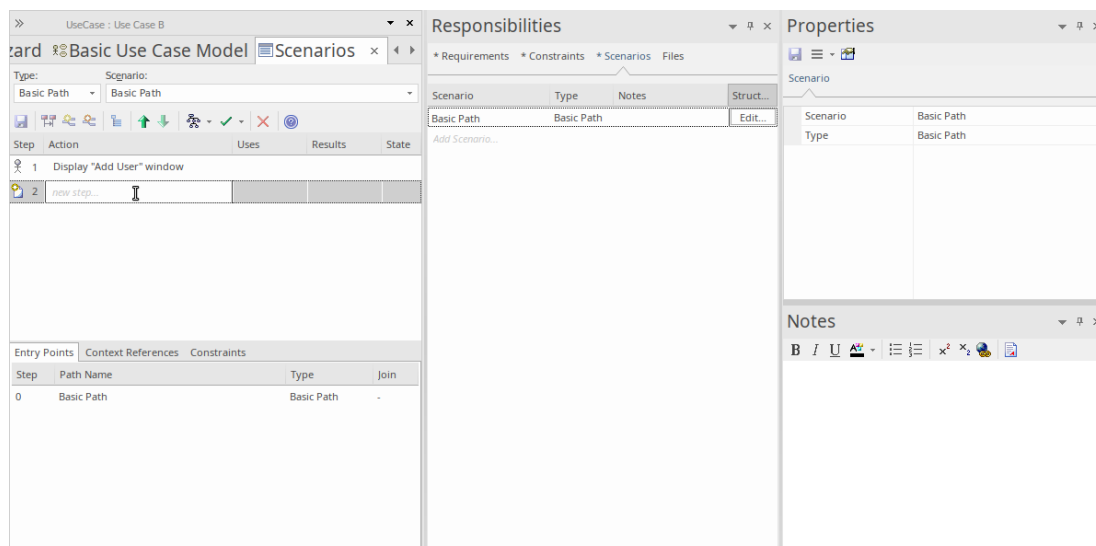 UseCase : Use Case B
zard Basic Use Case Model Scenarios
Type: Scenario:
Basic Path Basic Path
Step Action Uses Results State
1 Display "Add User" window
2 new step...
Entry Points Context References Constraints
Step Path Name Type Join
0 Basic Path Basic Path -
Responsibilities
* Requirements * Constraints * Scenarios Files
Scenario Type Notes Struct...
Basic Path Basic Path Edit...
Add Scenario...
Properties
Scenario
Scenario Basic Path
Type Basic Path
Notes
B I U A x² x₂